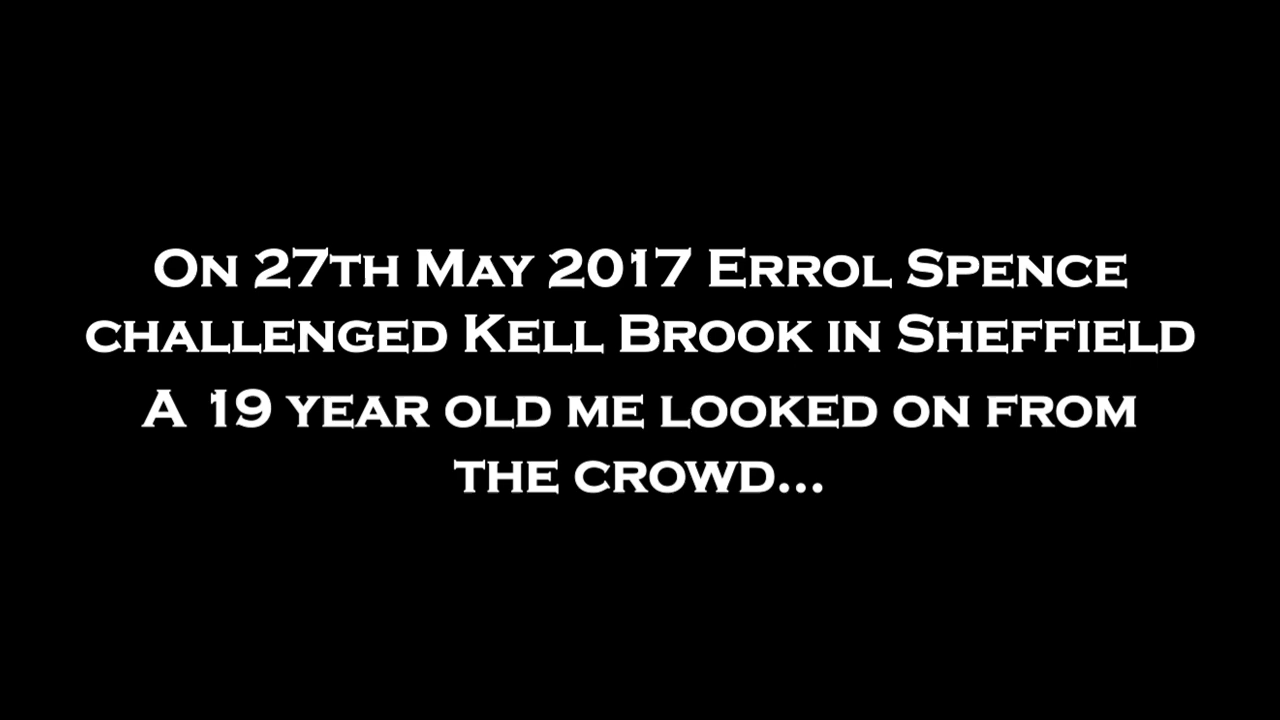 On 27th May 2017 Errol Spence
challenged Kell Brook in Sheffield
A 19 year old me looked on from
the crowd...